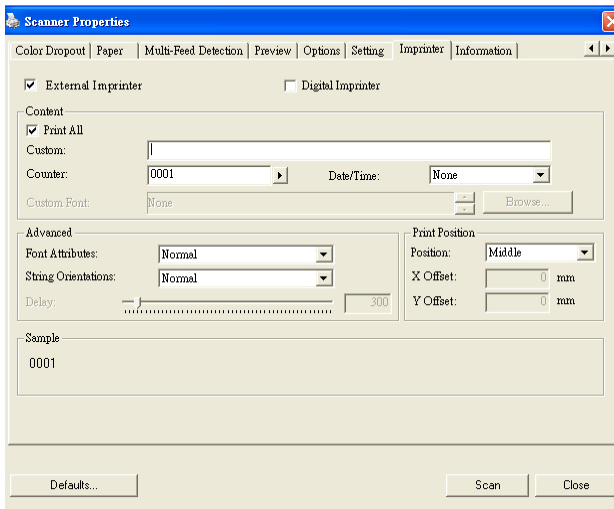 Scanner Properties
Color Dropout Paper Multi-Feed Detection Preview Options Setting Imprinter Information
External Imprinter Digital Imprinter
Content
Print All
Custom:
Counter: 0001 Date/Time: None
Custom Font: None Browse...
Advanced Print Position
Font Attributes: Normal Position: Middle
String Orientations: Normal X Offset: 0 mm
Delay: 300 Y Offset: 0 mm
Sample
0001
Defaults... Scan Close